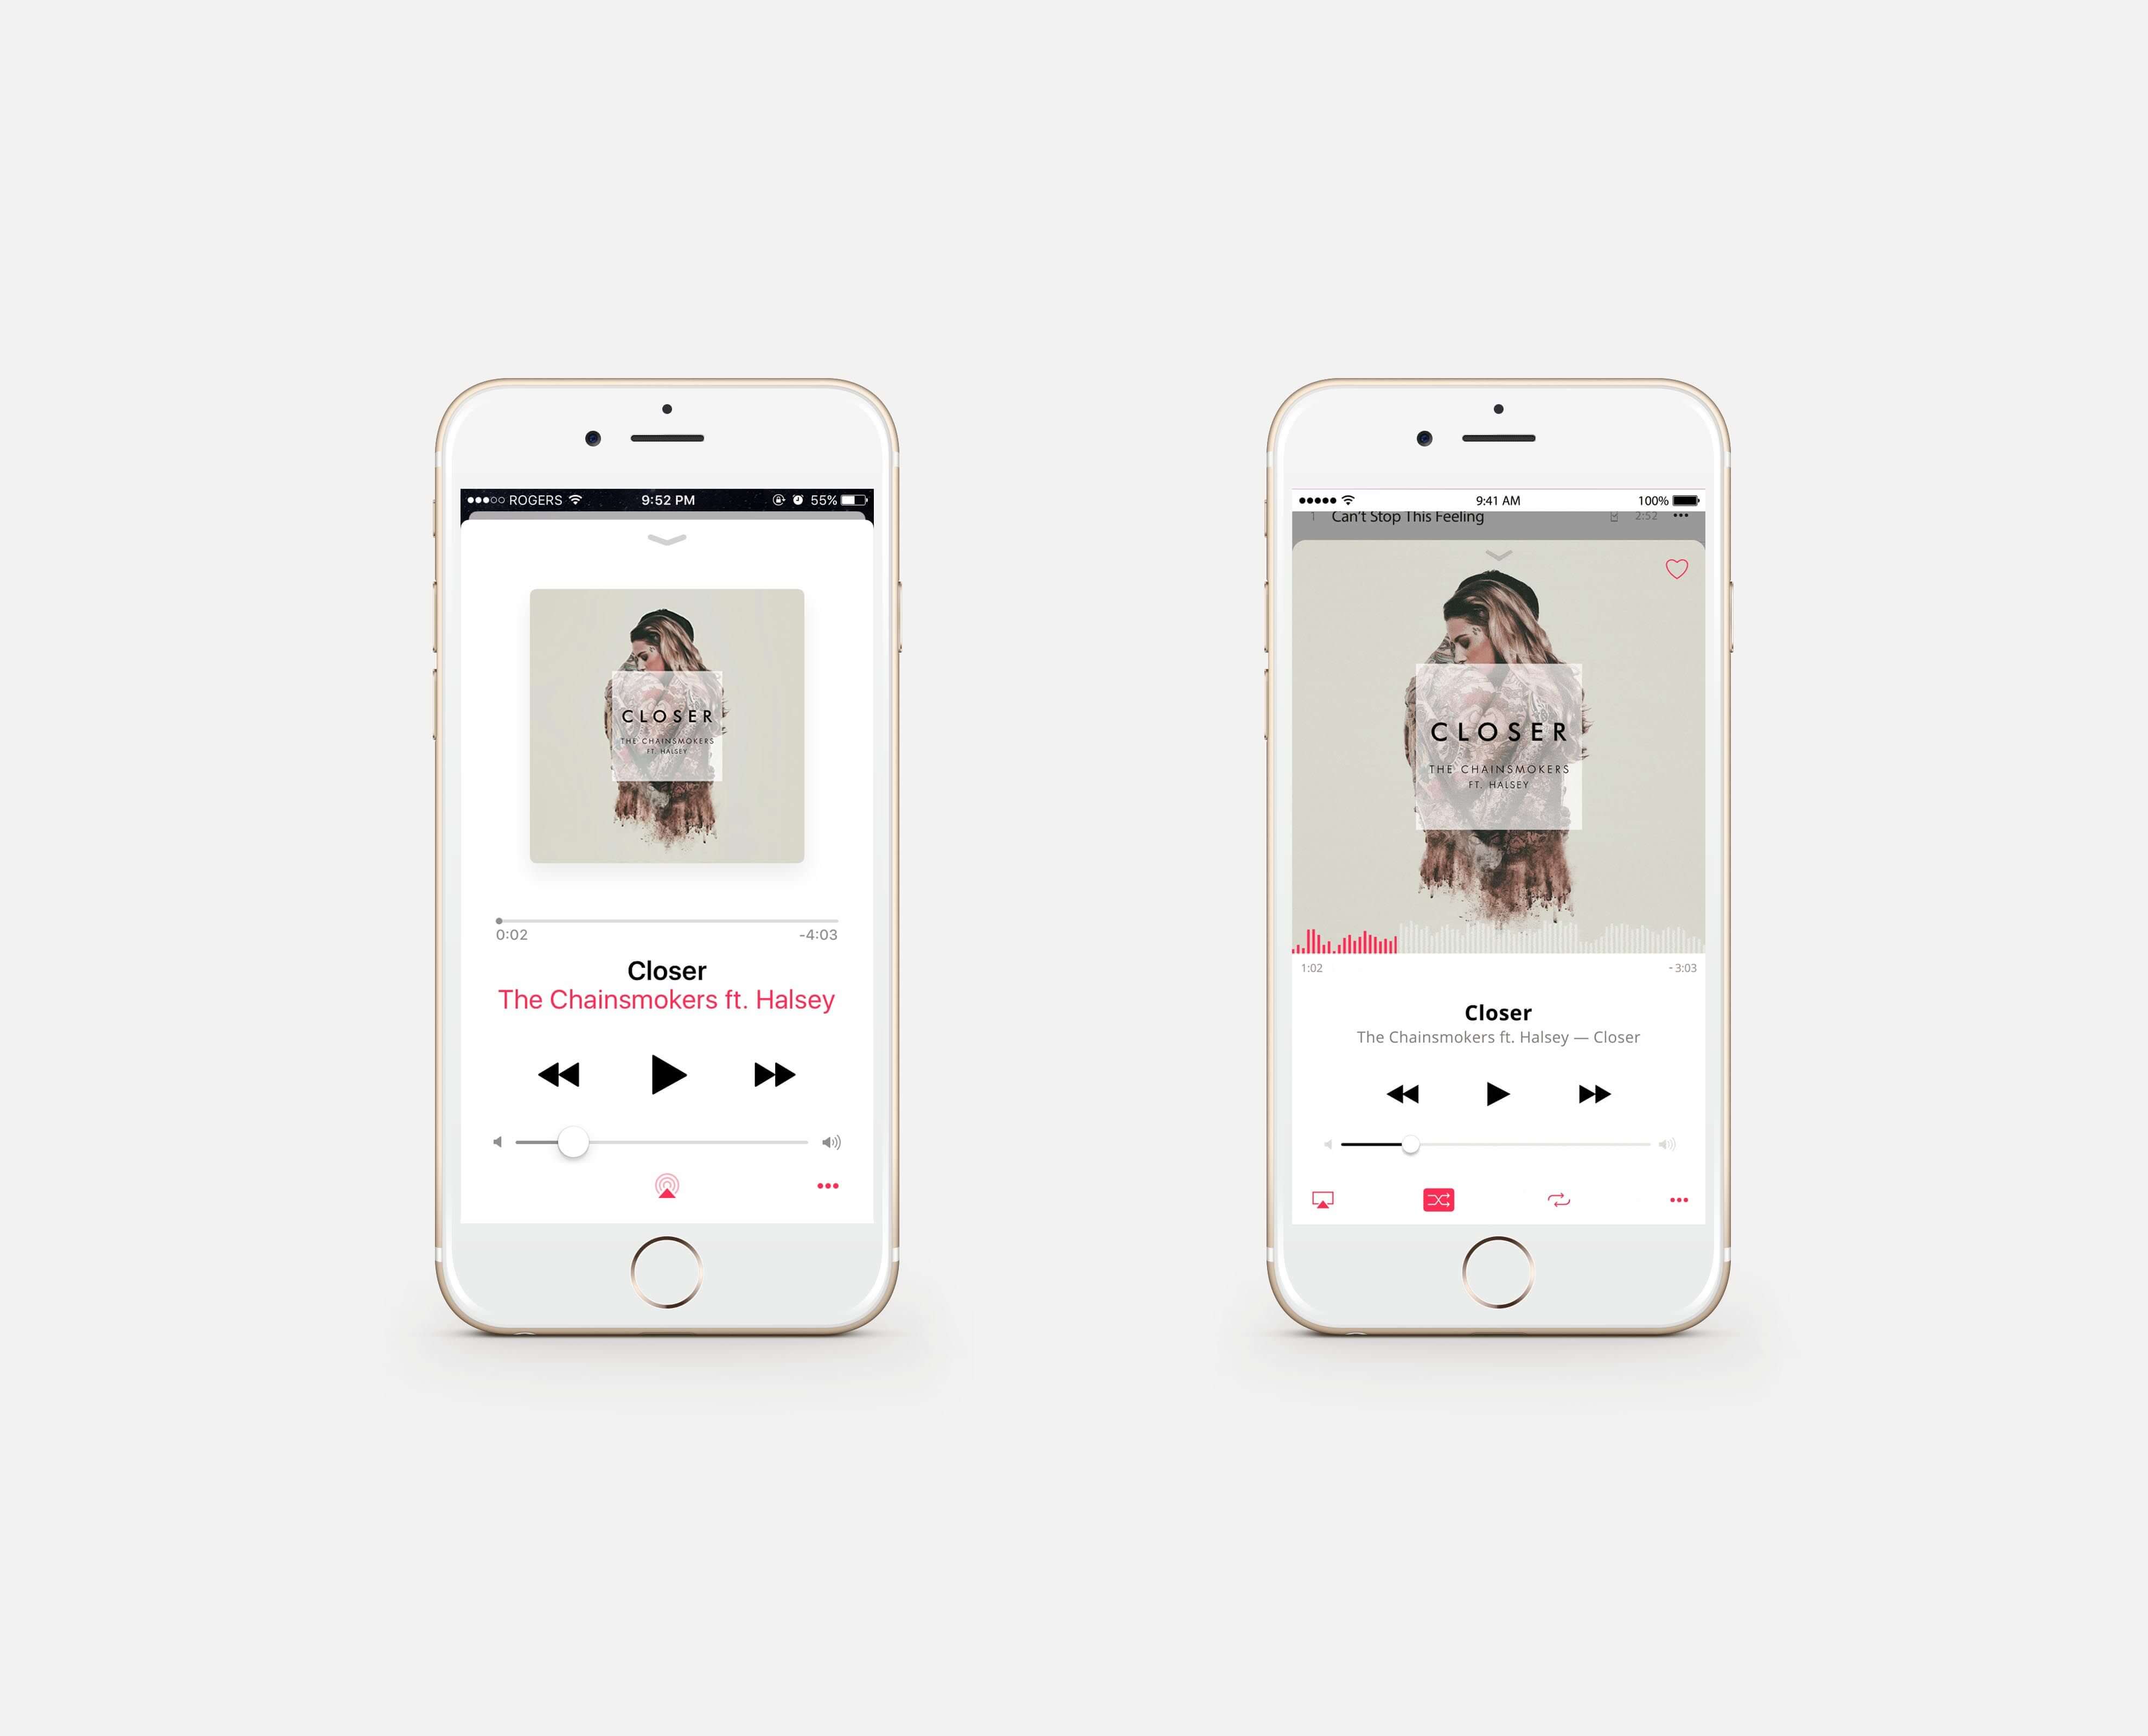 ROGERS 9:52 PM 55%
CLOSER
THE CHAINSMOKERS
FT. HALSEY
0:02 -4:03
Closer
The Chainsmokers ft. Halsey
9:41 AM 100%
1 Can't Stop This Feeling 2:52
CLOSER
THE CHAINSMOKERS
FT. HALSEY
1:02 -3:03
Closer
The Chainsmokers ft. Halsey — Closer